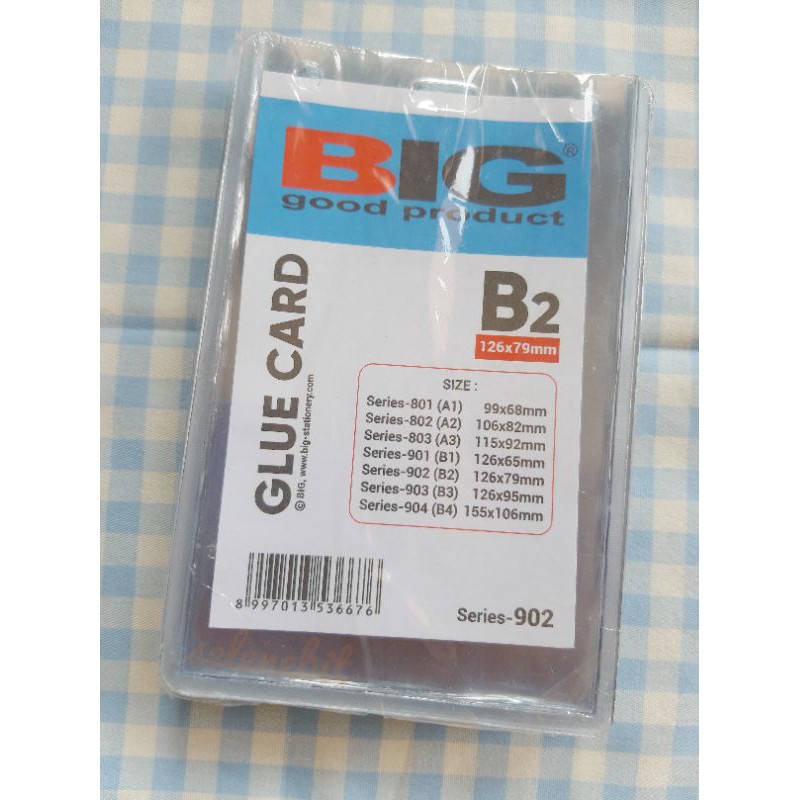 BIG®
good product
B2
126x79mm
GLUE CARD
© BIG, www.big-stationery.com
SIZE :
Series-801 (A1) 99x68mm
Series-802 (A2) 106x82mm
Series-803 (A3) 115x92mm
Series-901 (B1) 126x65mm
Series-902 (B2) 126x79mm
Series-903 (B3) 126x95mm
Series-904 (B4) 155x106mm
8 997013 536676
Series-902